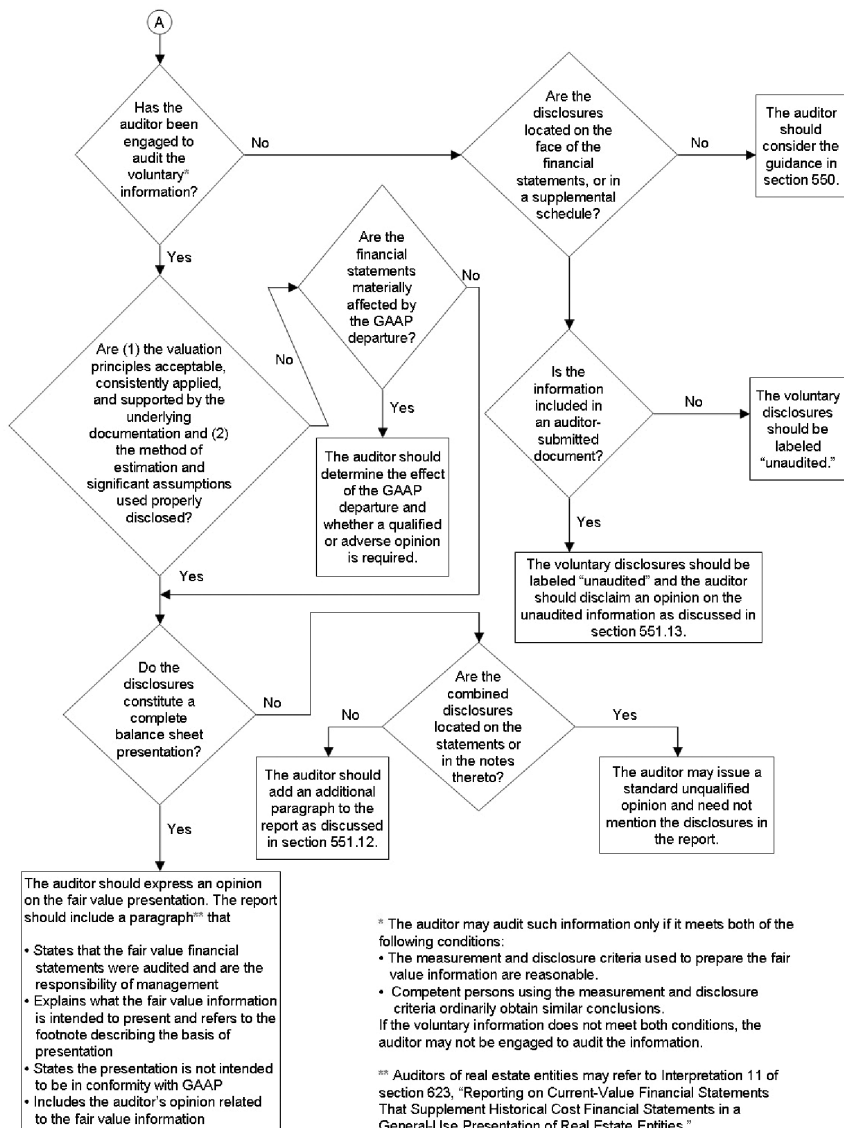 A
Has the
auditor been
engaged to
audit the
voluntary*
information?
No
Yes
Are the
disclosures
located on the
face of the
financial
statements, or in
a supplemental
schedule?
No
The auditor
should
consider the
guidance in
section 550.
Are the
financial
statements
materially
affected by
the GAAP
departure?
No
Yes
Are (1) the valuation
principles acceptable,
consistently applied,
and supported by the
underlying
documentation and (2)
the method of
estimation and
significant assumptions
used properly
disclosed?
No
Yes
The auditor should
determine the effect
of the GAAP
departure and
whether a qualified
or adverse opinion
is required.
Is the
information
included in
an auditor-
submitted
document?
No
The voluntary
disclosures
should be
labeled
“unaudited.”
Yes
The voluntary disclosures should be
labeled “unaudited” and the auditor
should disclaim an opinion on the
unaudited information as discussed in
section 551.13.
Do the
disclosures
constitute a
complete
balance sheet
presentation?
No
Yes
Are the
combined
disclosures
located on the
statements or
in the notes
thereto?
No
Yes
The auditor should
add an additional
paragraph to the
report as discussed
in section 551.12.
The auditor may issue a
standard unqualified
opinion and need not
mention the disclosures in
the report.
The auditor should express an opinion
on the fair value presentation. The report
should include a paragraph** that
• States that the fair value financial
statements were audited and are the
responsibility of management
• Explains what the fair value information
is intended to present and refers to the
footnote describing the basis of
presentation
• States the presentation is not intended
to be in conformity with GAAP
• Includes the auditor’s opinion related
to the fair value information
* The auditor may audit such information only if it meets both of the
following conditions:
• The measurement and disclosure criteria used to prepare the fair
value information are reasonable.
• Competent persons using the measurement and disclosure
criteria ordinarily obtain similar conclusions.
If the voluntary information does not meet both conditions, the
auditor may not be engaged to audit the information.
** Auditors of real estate entities may refer to Interpretation 11 of
section 623, “Reporting on Current-Value Financial Statements
That Supplement Historical Cost Financial Statements in a
General-Use Presentation of Real Estate Entities.”